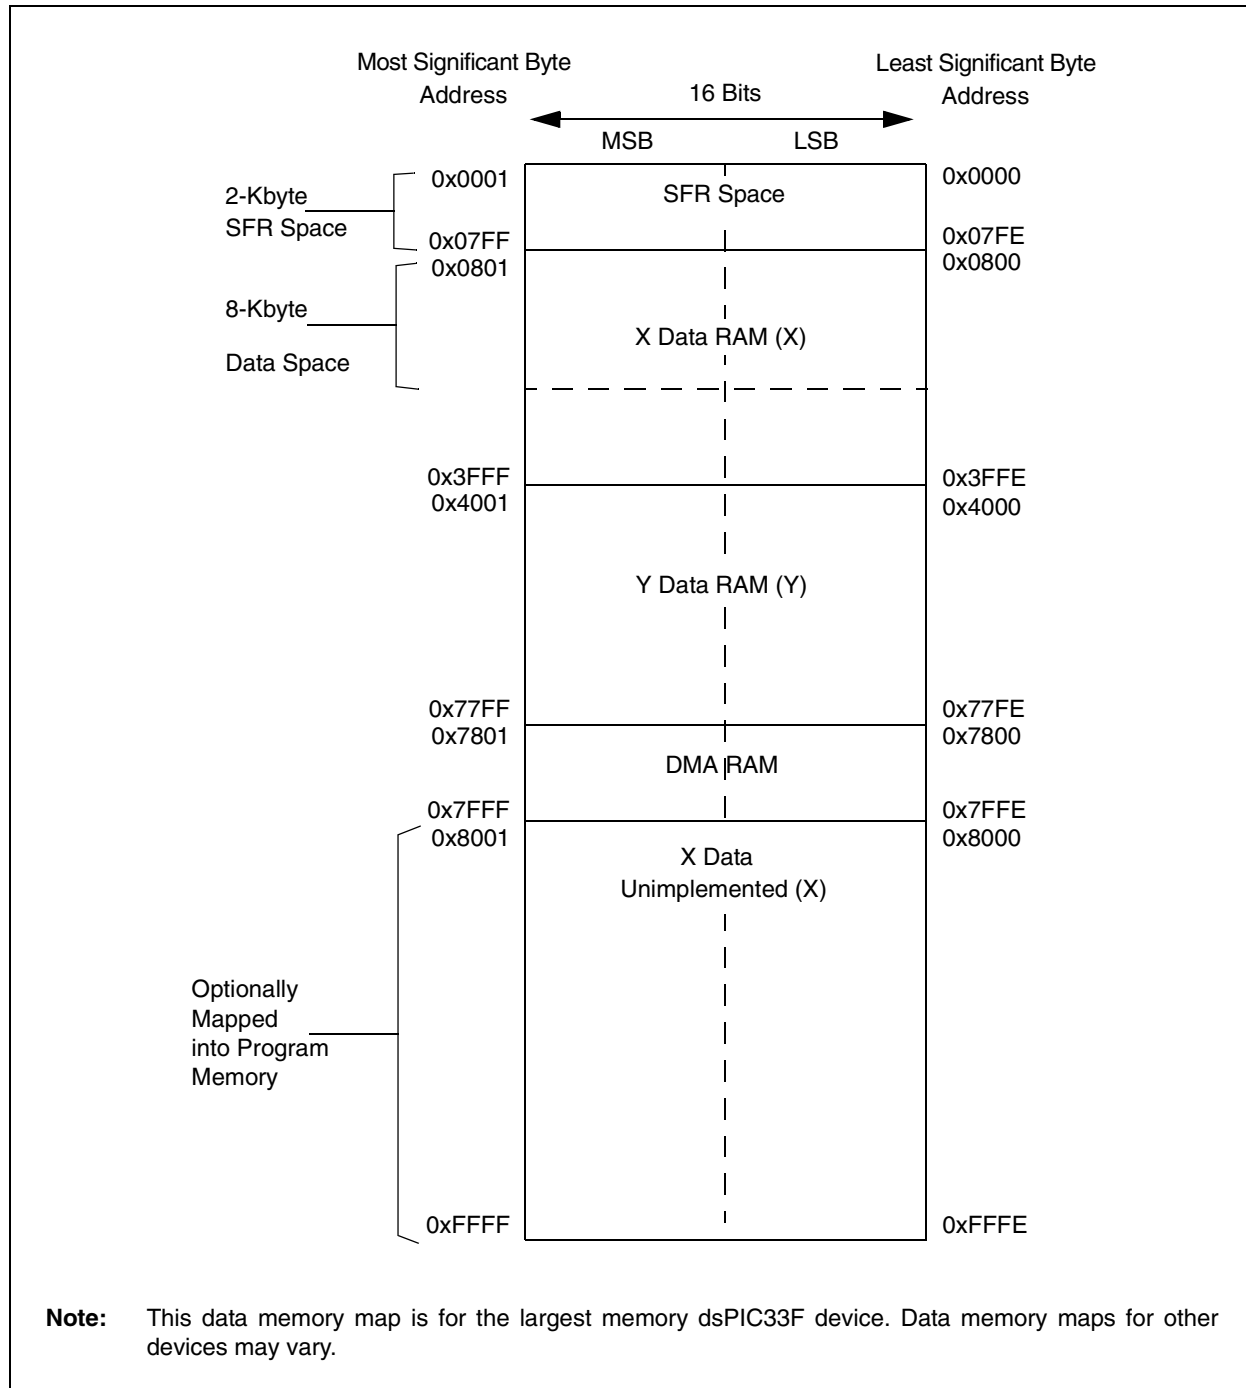 Most Significant Byte
Address
Least Significant Byte
Address
16 Bits
MSB
LSB
0x0001
0x0000
SFR Space
2-Kbyte
SFR Space
0x07FF
0x07FE
0x0801
0x0800
8-Kbyte
Data Space
X Data RAM (X)
0x3FFF
0x3FFE
0x4001
0x4000
Y Data RAM (Y)
0x77FF
0x77FE
0x7801
0x7800
DMA RAM
0x7FFF
0x7FFE
0x8001
0x8000
X Data
Unimplemented (X)
Optionally
Mapped
into Program
Memory
0xFFFF
0xFFFE
Note: This data memory map is for the largest memory dsPIC33F device. Data memory maps for other
devices may vary.